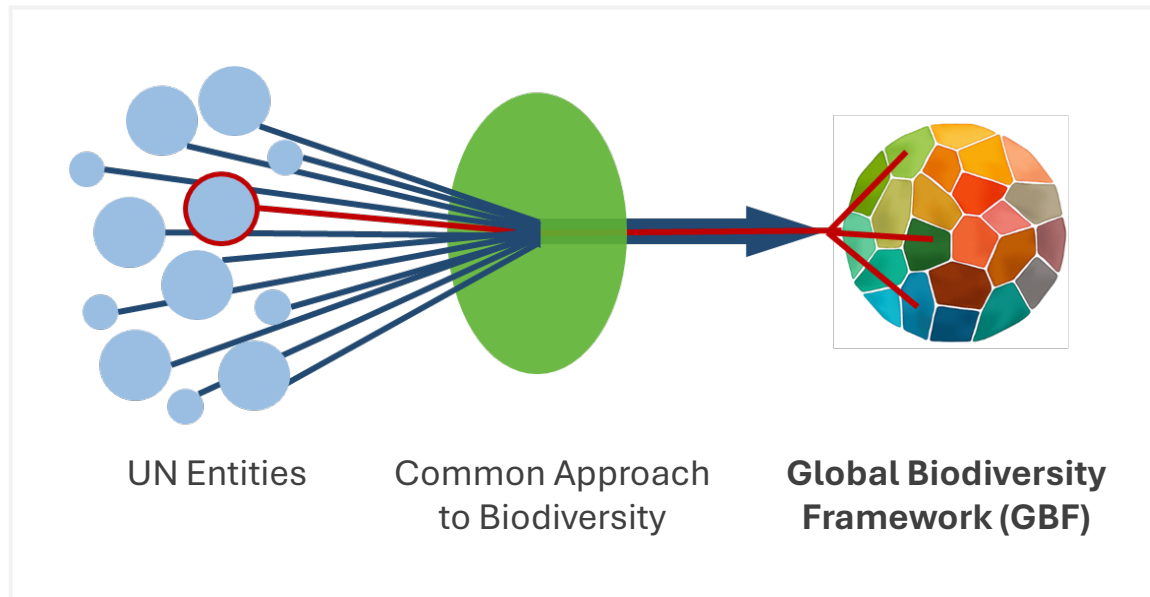 UN Entities
Common Approach
to Biodiversity
Global Biodiversity
Framework (GBF)